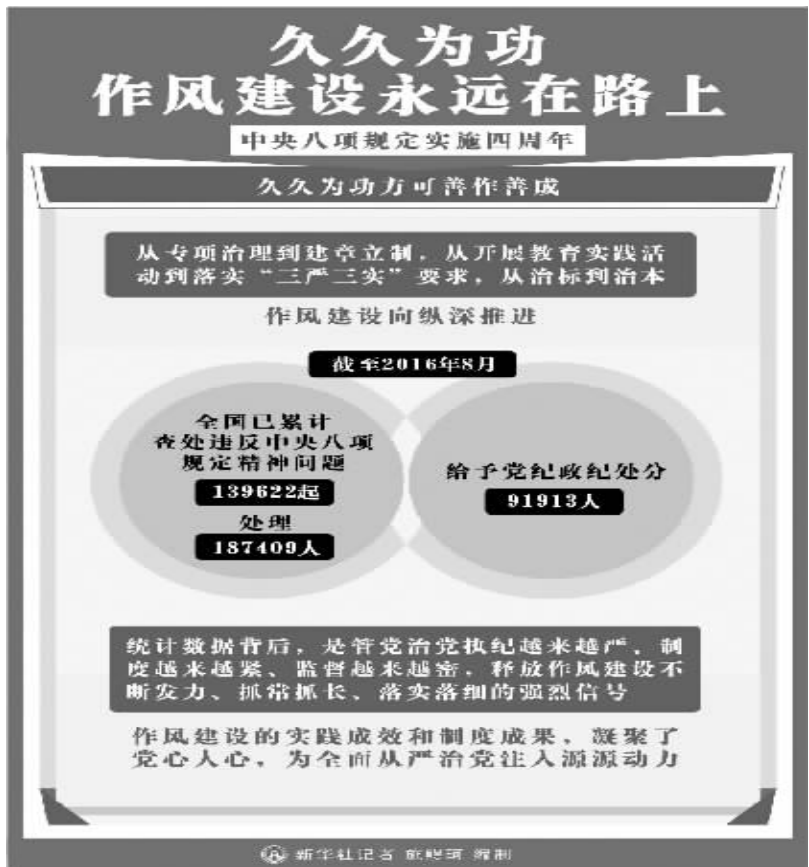 久久为功
作风建设永远在路上
中央八项规定实施四周年
久久为功方可善作善成
从专项治理到建章立制，从开展教育实践活
动到落实“三严三实”要求，从治标到治本
作风建设向纵深推进
截至2016年8月
全国已累计
查处违反中央八项
规定精神问题
139622起
处理
187409人
给予党纪政纪处分
91913人
统计数据背后，是管党治党执纪越来越严、制
度越来越紧、监督越来越密，释放作风建设不
断发力、抓常抓长、落实落细的强烈信号
作风建设的实践成效和制度成果，凝聚了
党心人心，为全面从严治党注入源源动力
新华社记者 编制